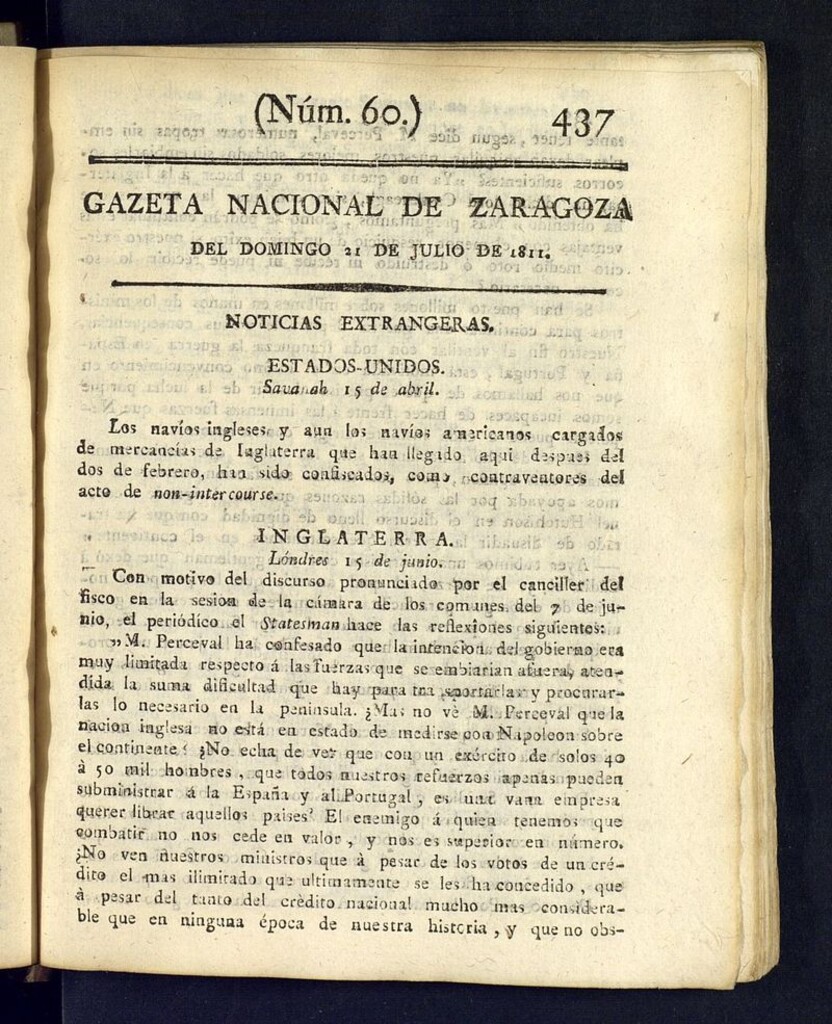 (Núm. 60.) 437
GAZETA NACIONAL DE ZARAGOZA
DEL DOMINGO 21 DE JULIO DE 1811.
NOTICIAS EXTRANGERAS.
ESTADOS-UNIDOS.
Savanah 15 de abril.
Los navíos ingleses y aun los navíos americanos cargados
de mercancías de Inglaterra que han llegado aqui despues del
dos de febrero, han sido confiscados, como contraventores del
acto de non-intercourse.
INGLATERRA.
Lóndres 15 de junio.
Con motivo del discurso pronunciado por el canciller del
fisco en la sesion de la cámara de los comunes del 7 de ju-
nio, el periódico el Statesman hace las reflexiones siguientes:
„M. Perceval ha confesado que la intencion del gobierno era
muy limitada respecto á las fuerzas que se embiarian afuera, aten-
dida la suma dificultad que hay para trasportarlas y procurar-
las lo necesario en la península. ¿Mas no vè M. Perceval que la
nacion inglesa no está en estado de medirse con Napoleon sobre
el continente? ¿No echa de ver que con un exército de solos 40
à 50 mil hombres, que todos nuestros refuerzos apenas pueden
subministrar á la España y al Portugal, es una vana empresa
querer librar aquellos paises? El enemigo á quien tenemos que
combatir no nos cede en valor, y nos es superior en número.
¿No ven nuestros ministros que à pesar de los votos de un cré-
dito el mas ilimitado que ultimamente se les ha concedido, que
à pesar del tanto del crèdito nacional mucho mas considera-
ble que en ninguna época de nuestra historia, y que no obs-